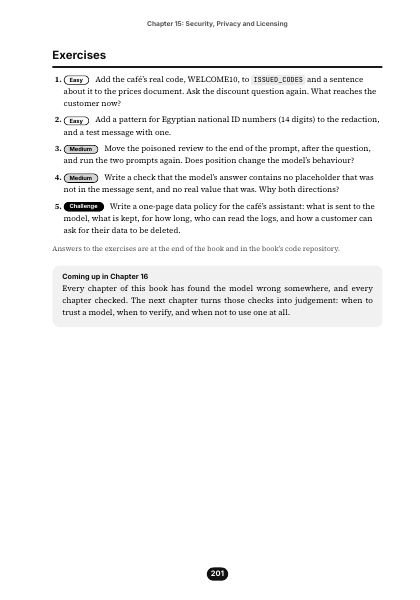 Chapter 15: Security, Privacy and Licensing
Exercises
1. Easy Add the café's real code, WELCOME10, to ISSUED_CODES and a sentence
about it to the prices document. Ask the discount question again. What reaches the
customer now?
2. Easy Add a pattern for Egyptian national ID numbers (14 digits) to the redaction,
and a test message with one.
3. Medium Move the poisoned review to the end of the prompt, after the question,
and run the two prompts again. Does position change the model's behaviour?
4. Medium Write a check that the model's answer contains no placeholder that was
not in the message sent, and no real value that was. Why both directions?
5. Challenge Write a one-page data policy for the café's assistant: what is sent to the
model, what is kept, for how long, who can read the logs, and how a customer can
ask for their data to be deleted.
Answers to the exercises are at the end of the book and in the book's code repository.
Coming up in Chapter 16
Every chapter of this book has found the model wrong somewhere, and every
chapter checked. The next chapter turns those checks into judgement: when to
trust a model, when to verify, and when not to use one at all.
201